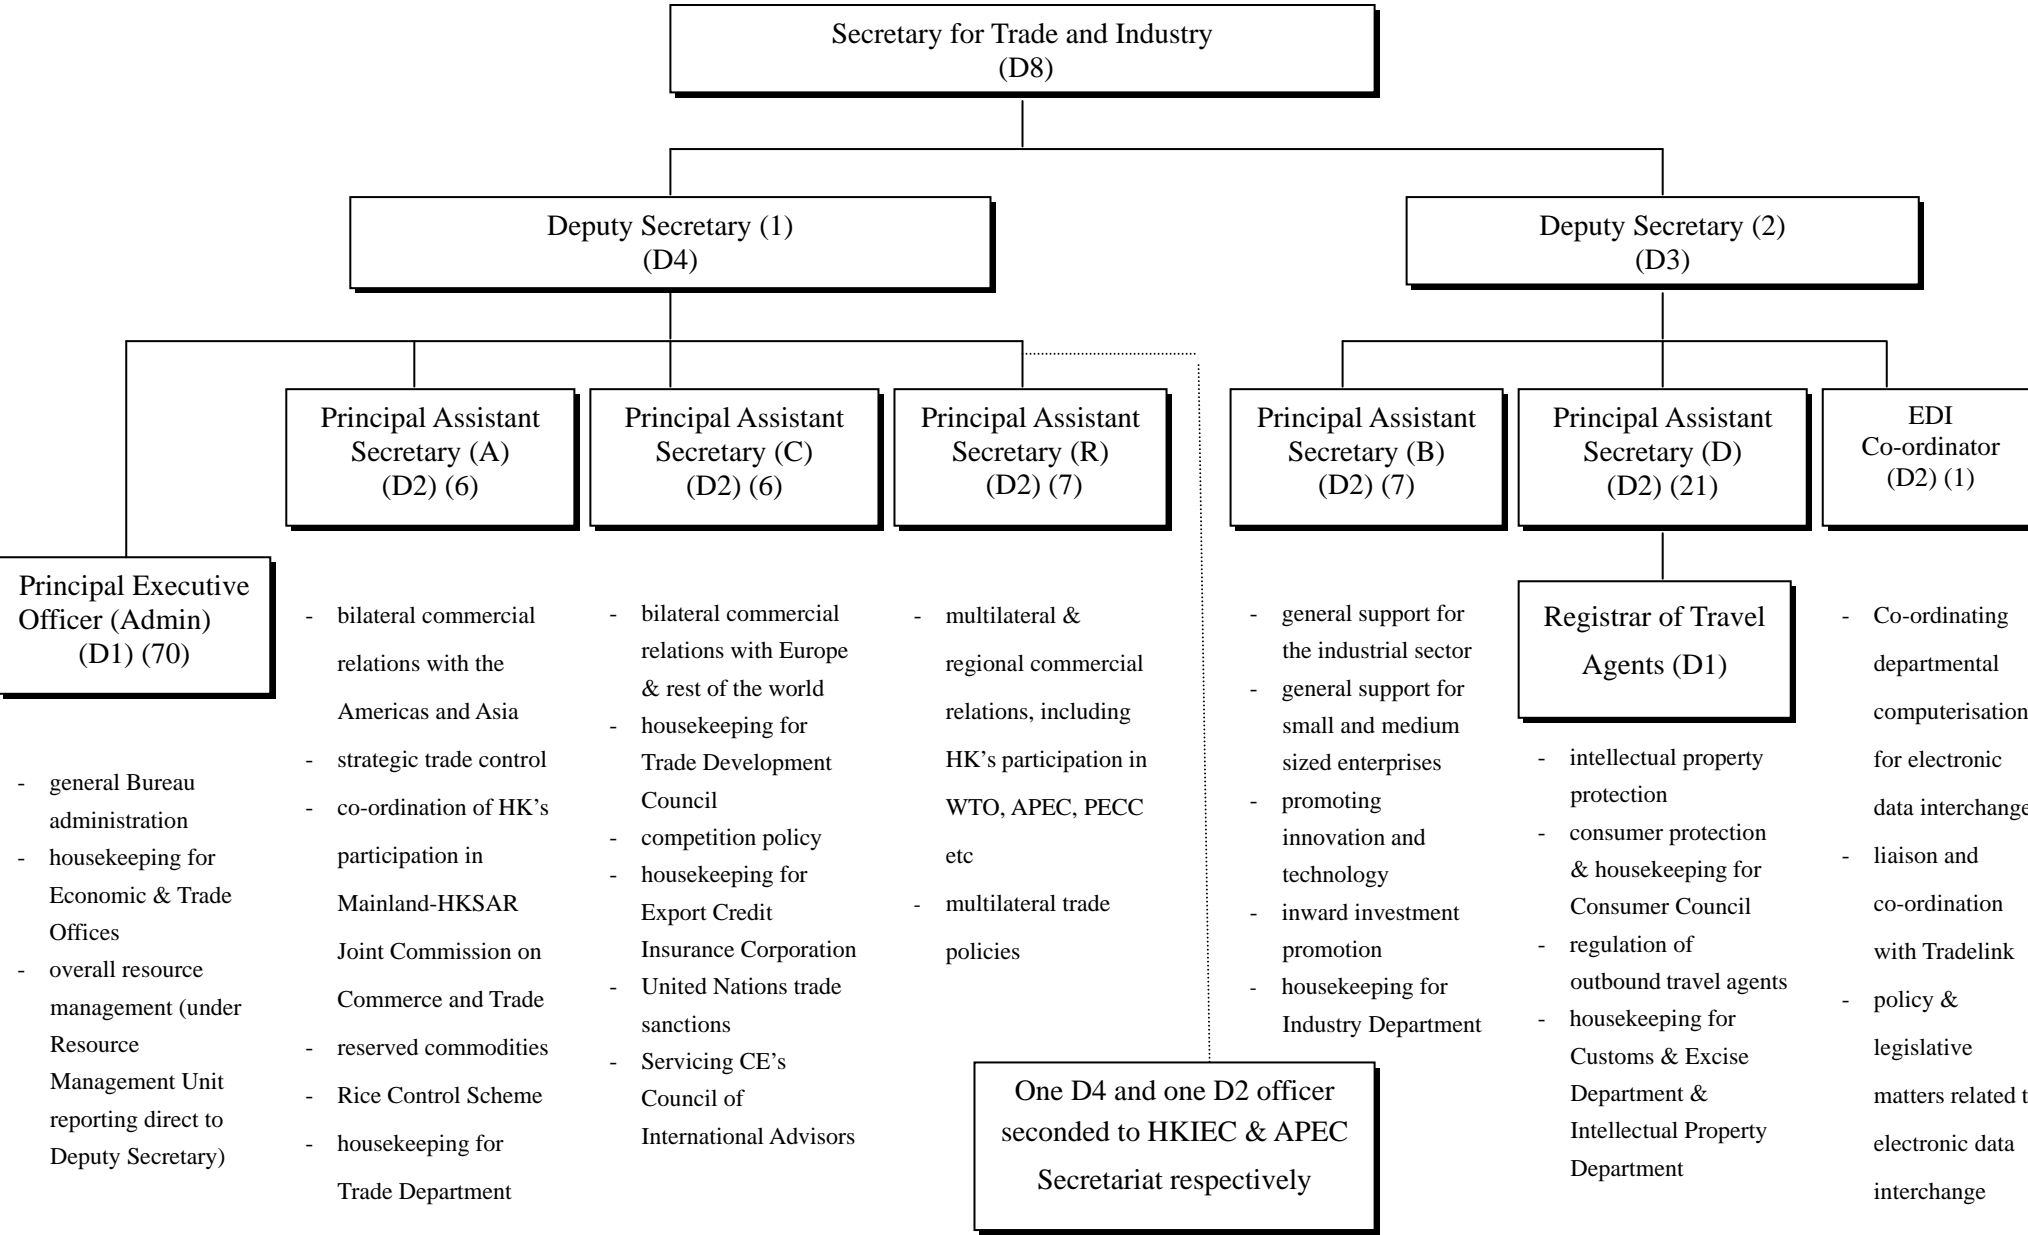 Secretary for Trade and Industry
(D8)
Deputy Secretary (1)
(D4)
Deputy Secretary (2)
(D3)
Principal Executive
Officer (Admin)
(D1) (70)
Principal Assistant
Secretary (A)
(D2) (6)
Principal Assistant
Secretary (C)
(D2) (6)
Principal Assistant
Secretary (R)
(D2) (7)
Principal Assistant
Secretary (B)
(D2) (7)
Principal Assistant
Secretary (D)
(D2) (21)
EDI
Co-ordinator
(D2) (1)
Registrar of Travel
Agents (D1)
- general Bureau
administration
- housekeeping for
Economic & Trade
Offices
- overall resource
management (under
Resource
Management Unit
reporting direct to
Deputy Secretary)
- bilateral commercial
relations with the
Americas and Asia
- strategic trade control
- co-ordination of HK's
participation in
Mainland-HKSAR
Joint Commission on
Commerce and Trade
- reserved commodities
- Rice Control Scheme
- housekeeping for
Trade Department
- bilateral commercial
relations with Europe
& rest of the world
- housekeeping for
Trade Development
Council
- competition policy
- housekeeping for
Export Credit
Insurance Corporation
- United Nations trade
sanctions
- Servicing CE's
Council of
International Advisors
- multilateral &
regional commercial
relations, including
HK's participation in
WTO, APEC, PECC
etc
- multilateral trade
policies
One D4 and one D2 officer
seconded to HKIEC & APEC
Secretariat respectively
- general support for
the industrial sector
- general support for
small and medium
sized enterprises
- promoting
innovation and
technology
- inward investment
promotion
- housekeeping for
Industry Department
- intellectual property
protection
- consumer protection
& housekeeping for
Consumer Council
- regulation of
outbound travel agents
- housekeeping for
Customs & Excise
Department &
Intellectual Property
Department
- Co-ordinating
departmental
computerisation
for electronic
data interchange
- liaison and
co-ordination
with Tradelink
- policy &
legislative
matters related t
electronic data
interchange